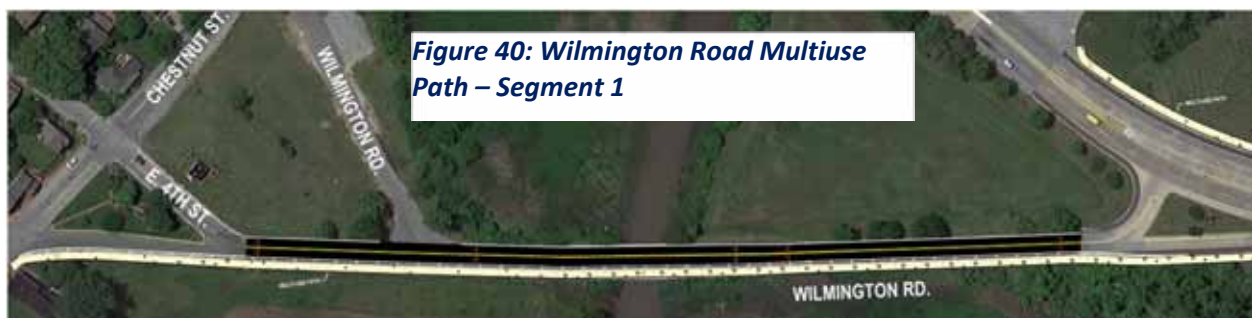 Figure 40: Wilmington Road Multiuse
Path – Segment 1
CHESTNUT ST.
WILMINGTON RD.
E. 4TH ST.
WILMINGTON RD.